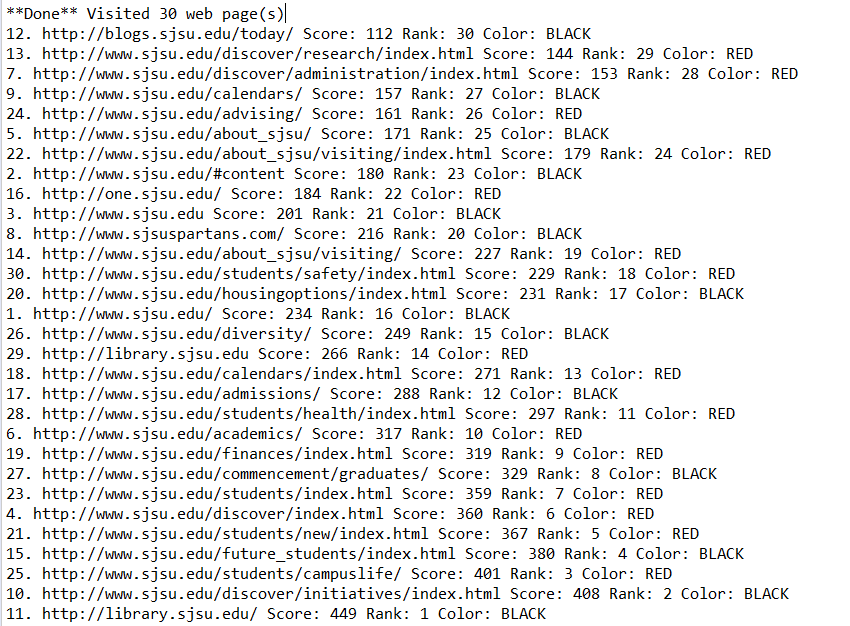 **Done** Visited 30 web page(s)
12. http://blogs.sjsu.edu/today/ Score: 112 Rank: 30 Color: BLACK
13. http://www.sjsu.edu/discover/research/index.html Score: 144 Rank: 29 Color: RED
7. http://www.sjsu.edu/discover/administration/index.html Score: 153 Rank: 28 Color: RED
9. http://www.sjsu.edu/calendars/ Score: 157 Rank: 27 Color: BLACK
24. http://www.sjsu.edu/advising/ Score: 161 Rank: 26 Color: RED
5. http://www.sjsu.edu/about_sjsu/ Score: 171 Rank: 25 Color: BLACK
22. http://www.sjsu.edu/about_sjsu/visiting/index.html Score: 179 Rank: 24 Color: RED
2. http://www.sjsu.edu/#content Score: 180 Rank: 23 Color: BLACK
16. http://one.sjsu.edu/ Score: 184 Rank: 22 Color: RED
3. http://www.sjsu.edu Score: 201 Rank: 21 Color: BLACK
8. http://www.sjsuspartans.com/ Score: 216 Rank: 20 Color: BLACK
14. http://www.sjsu.edu/about_sjsu/visiting/ Score: 227 Rank: 19 Color: RED
30. http://www.sjsu.edu/students/safety/index.html Score: 229 Rank: 18 Color: RED
20. http://www.sjsu.edu/housingoptions/index.html Score: 231 Rank: 17 Color: BLACK
1. http://www.sjsu.edu/ Score: 234 Rank: 16 Color: BLACK
26. http://www.sjsu.edu/diversity/ Score: 249 Rank: 15 Color: BLACK
29. http://library.sjsu.edu Score: 266 Rank: 14 Color: RED
18. http://www.sjsu.edu/calendars/index.html Score: 271 Rank: 13 Color: RED
17. http://www.sjsu.edu/admissions/ Score: 288 Rank: 12 Color: BLACK
28. http://www.sjsu.edu/students/health/index.html Score: 297 Rank: 11 Color: RED
6. http://www.sjsu.edu/academics/ Score: 317 Rank: 10 Color: RED
19. http://www.sjsu.edu/finances/index.html Score: 319 Rank: 9 Color: RED
27. http://www.sjsu.edu/commencement/graduates/ Score: 329 Rank: 8 Color: BLACK
23. http://www.sjsu.edu/students/index.html Score: 359 Rank: 7 Color: RED
4. http://www.sjsu.edu/discover/index.html Score: 360 Rank: 6 Color: RED
21. http://www.sjsu.edu/students/new/index.html Score: 367 Rank: 5 Color: RED
15. http://www.sjsu.edu/future_students/index.html Score: 380 Rank: 4 Color: BLACK
25. http://www.sjsu.edu/students/campuslife/ Score: 401 Rank: 3 Color: RED
10. http://www.sjsu.edu/discover/initiatives/index.html Score: 408 Rank: 2 Color: BLACK
11. http://library.sjsu.edu/ Score: 449 Rank: 1 Color: BLACK